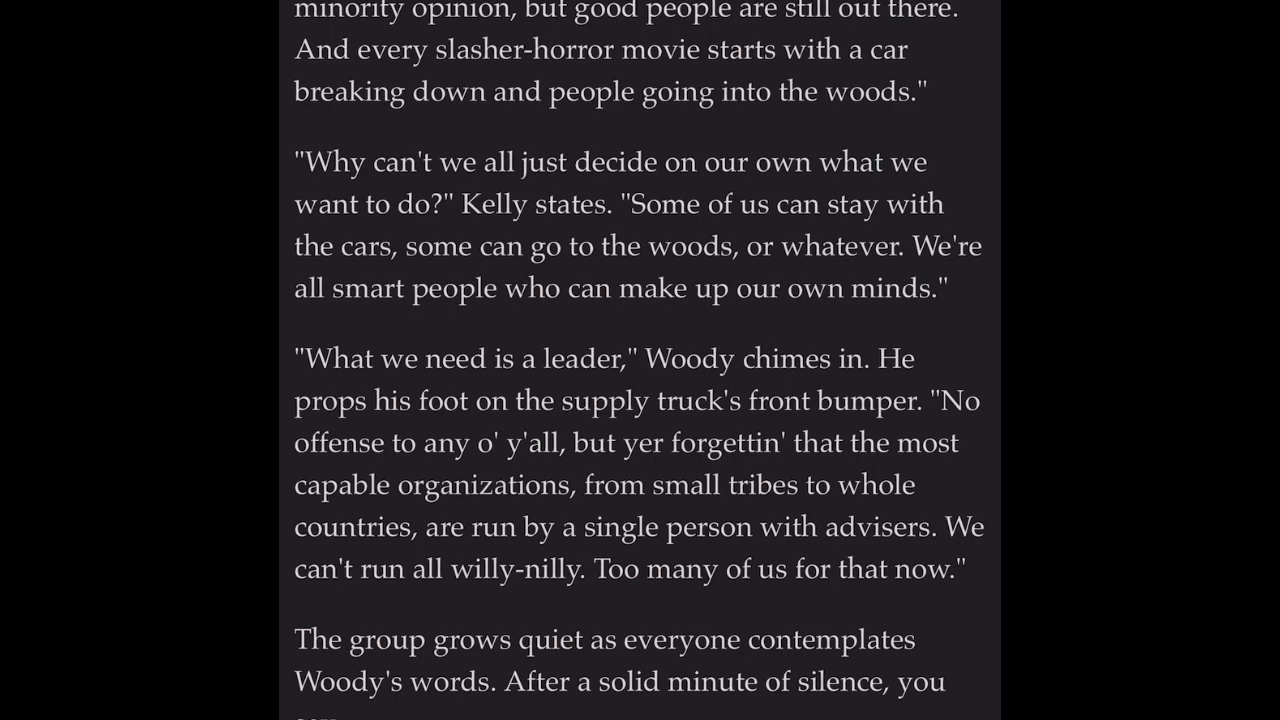 minority opinion, but good people are still out there.
And every slasher-horror movie starts with a car
breaking down and people going into the woods."
"Why can't we all just decide on our own what we
want to do?" Kelly states. "Some of us can stay with
the cars, some can go to the woods, or whatever. We're
all smart people who can make up our own minds."
"What we need is a leader," Woody chimes in. He
props his foot on the supply truck's front bumper. "No
offense to any o' y'all, but yer forgettin' that the most
capable organizations, from small tribes to whole
countries, are run by a single person with advisers. We
can't run all willy-nilly. Too many of us for that now."
The group grows quiet as everyone contemplates
Woody's words. After a solid minute of silence, you